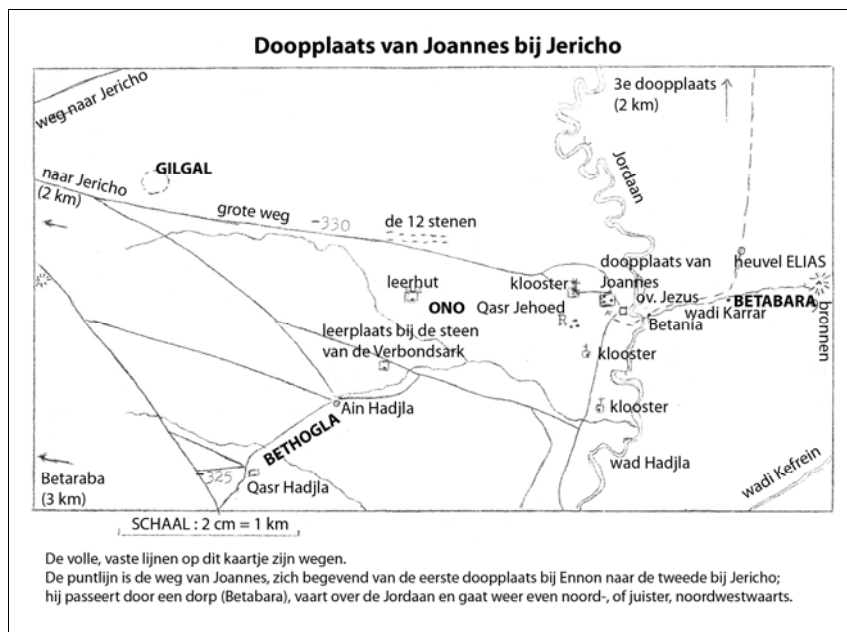 Doopplaats van Joannes bij Jericho
weg naar Jericho
3e doopplaats
(2 km)
Jordaan
GILGAL
naar Jericho
(2 km)
grote weg
-330
de 12 stenen
doopplaats van
Joannes
heuvel ELIAS
klooster
leerhut
ov. Jezus
ONO
Qasr Jehoed
R
BETABARA
wadi Karrar
Betania
bronnen
leerplaats bij de steen
van de Verbondsark
klooster
Ain Hadjla
klooster
BETHOGLA
wad Hadjla
Betaraba
(3 km)
-325
Qasr Hadjla
wadi Kefrein
SCHAAL : 2 cm = 1 km
De volle, vaste lijnen op dit kaartje zijn wegen.
De puntlijn is de weg van Joannes, zich begevend van de eerste doopplaats bij Ennon naar de tweede bij Jericho;
hij passeert door een dorp (Betabara), vaart over de Jordaan en gaat weer even noord-, of juister, noordwestwaarts.